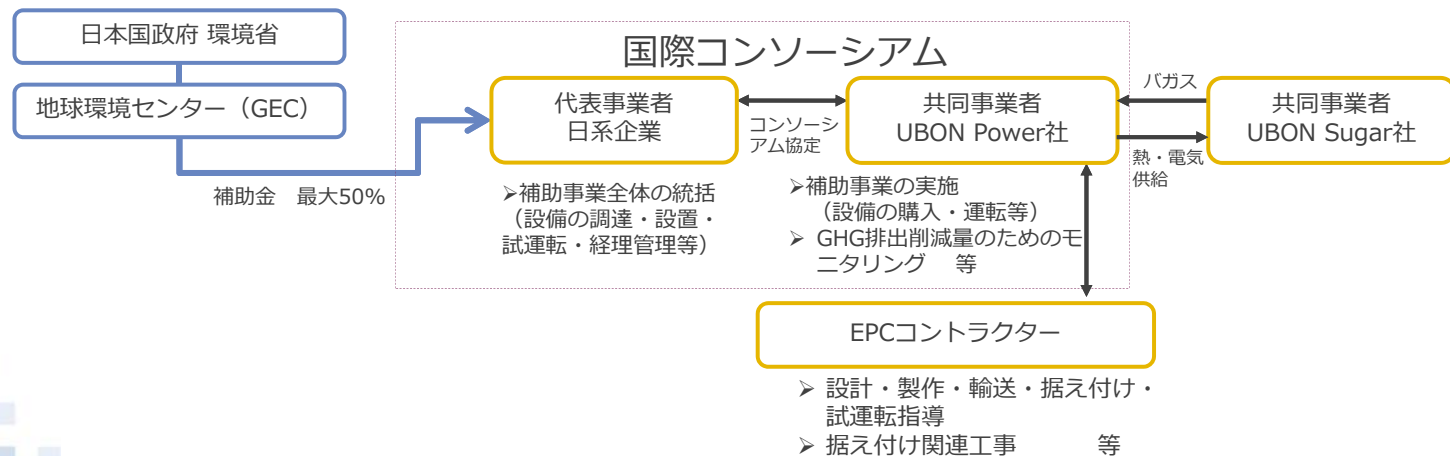 日本国政府 環境省
地球環境センター（GEC）
補助金　最大50%
国際コンソーシアム
代表事業者
日系企業
コンソーシ
アム協定
共同事業者
UBON Power社
バガス
熱・電気
供給
共同事業者
UBON Sugar社
➢補助事業全体の統括
（設備の調達・設置・
試運転・経理管理等）
➢補助事業の実施
（設備の購入・運転等）
➢ GHG排出削減量のためのモ
ニタリング　等
EPCコントラクター
➢ 設計・製作・輸送・据え付け・
試運転指導
➢ 据え付け関連工事　　　等